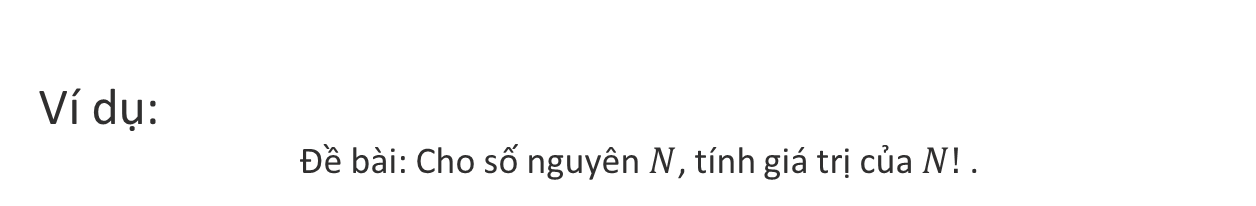 Ví dụ:
Đề bài: Cho số nguyên N, tính giá trị của N! .